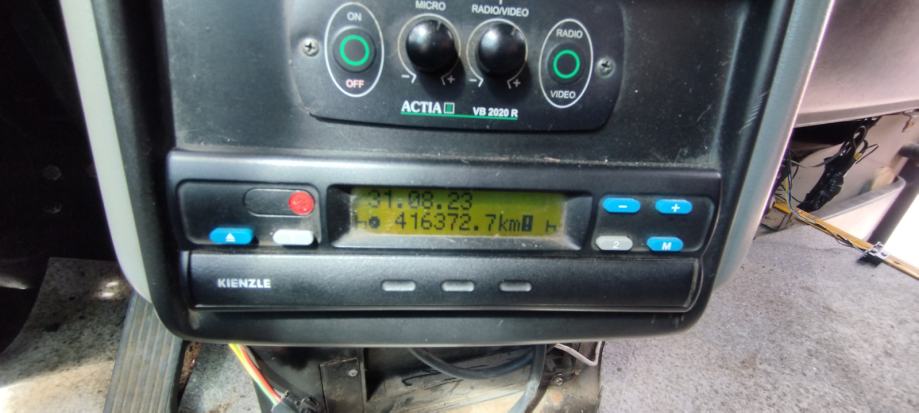 ON
MICRO
RADIO/VIDEO
RADIO
OFF
VIDEO
ACTIA
VB 2020 R
31.08.23
416372.7km!
- +
2 M
KIENZLE